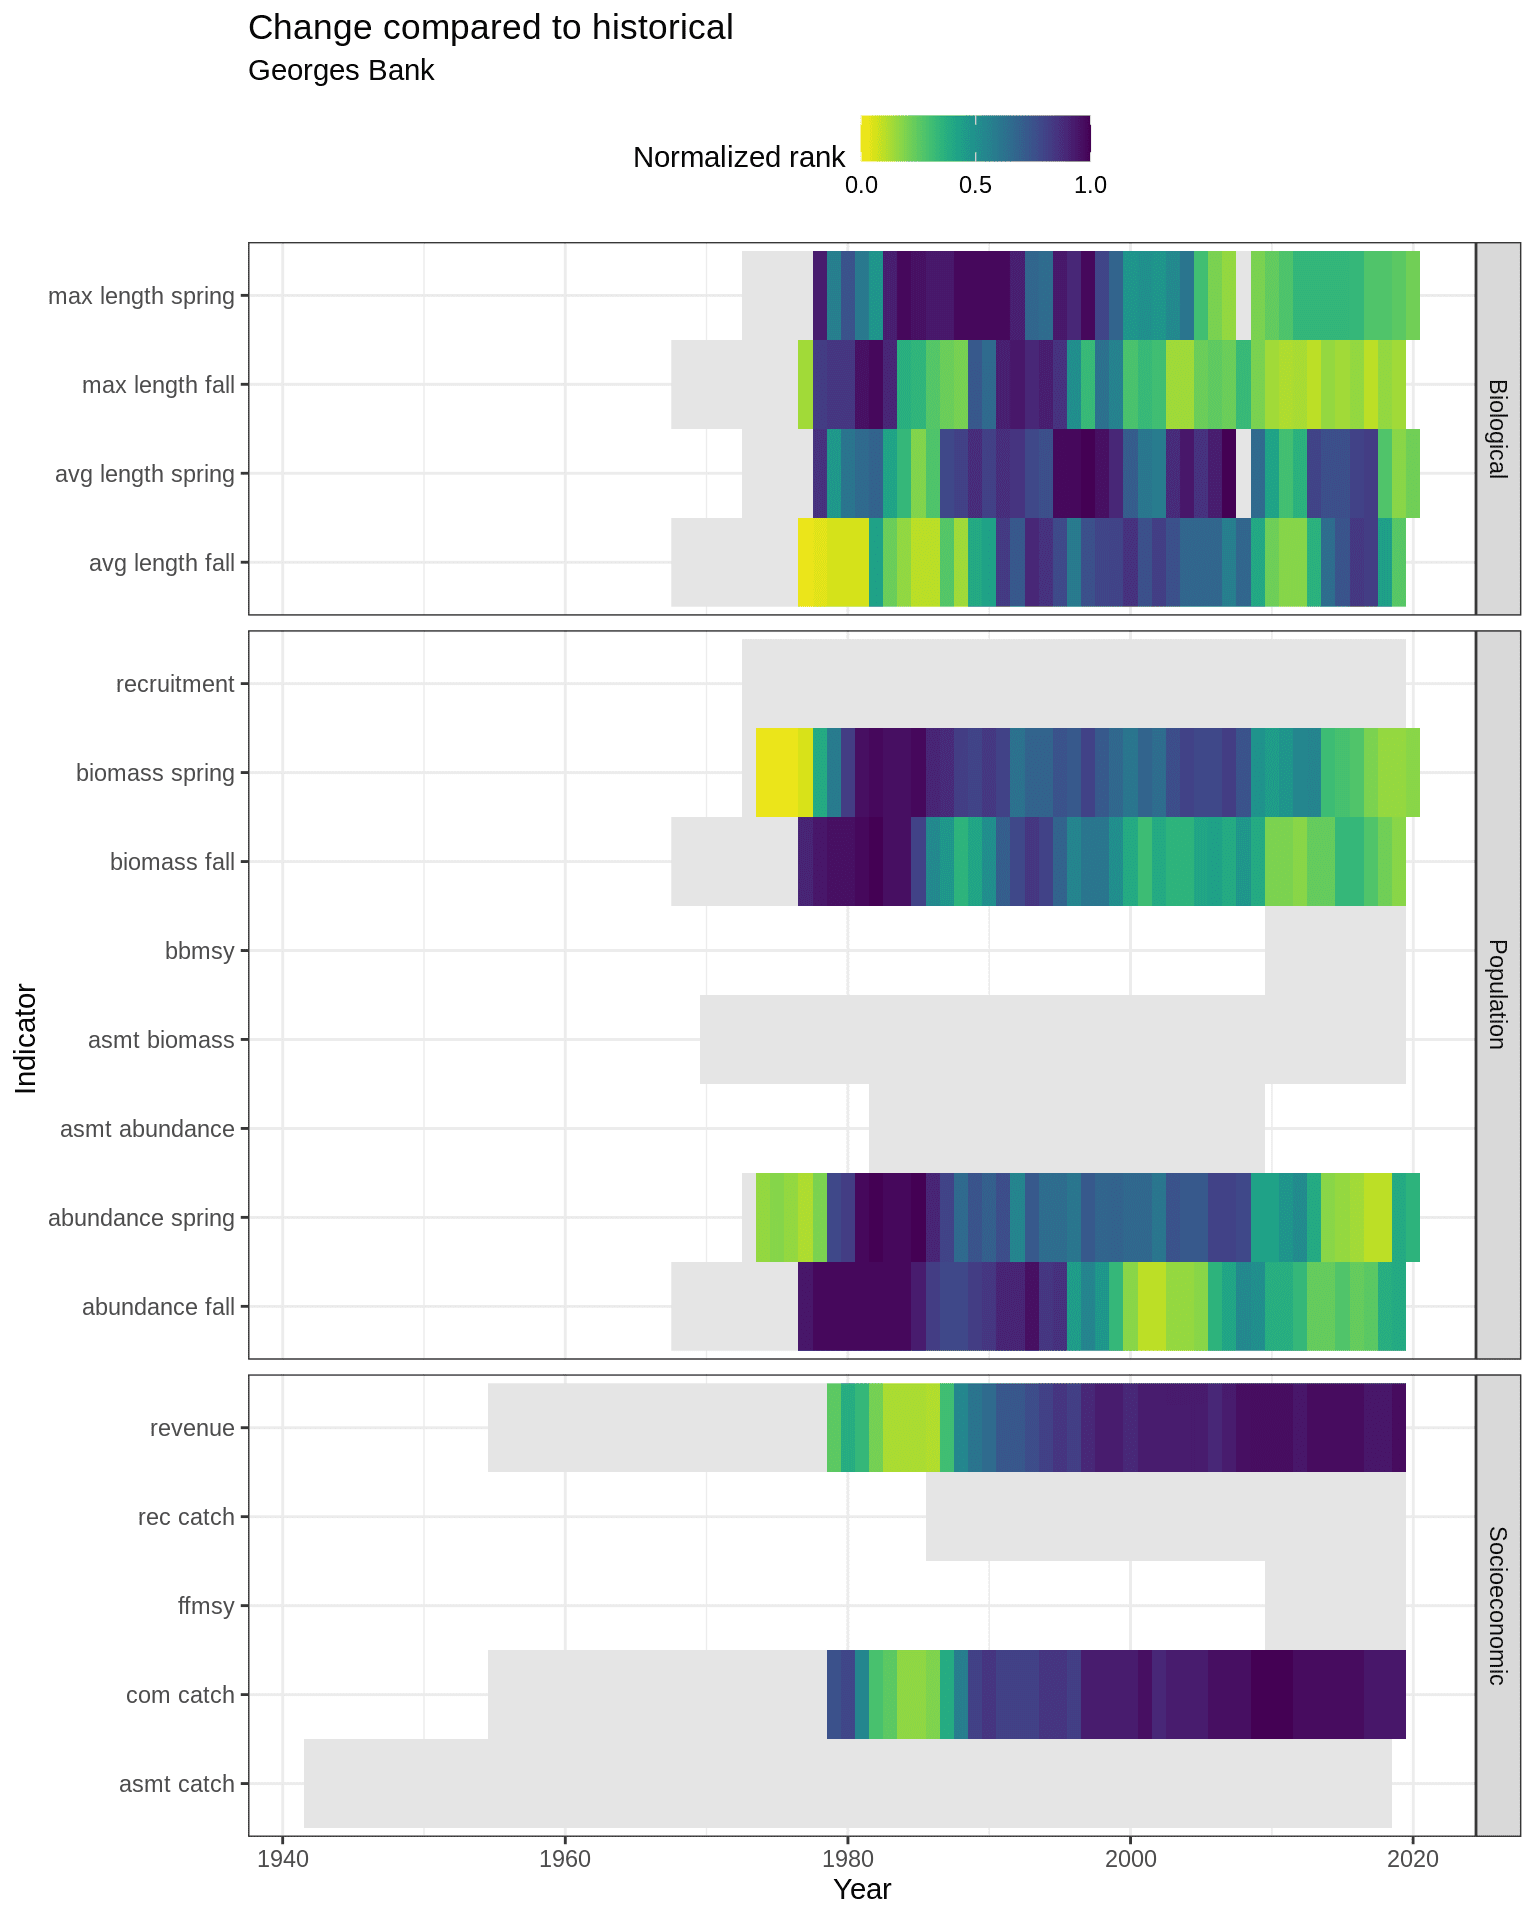 Change compared to historical
Georges Bank
Normalized rank
0.0 0.5 1.0
max length spring
max length fall
avg length spring
avg length fall
Biological
recruitment
biomass spring
biomass fall
bbmsy
asmt biomass
asmt abundance
abundance spring
abundance fall
Population
revenue
rec catch
ffmsy
com catch
asmt catch
Socioeconomic
Indicator
1940 1960 1980 2000 2020
Year